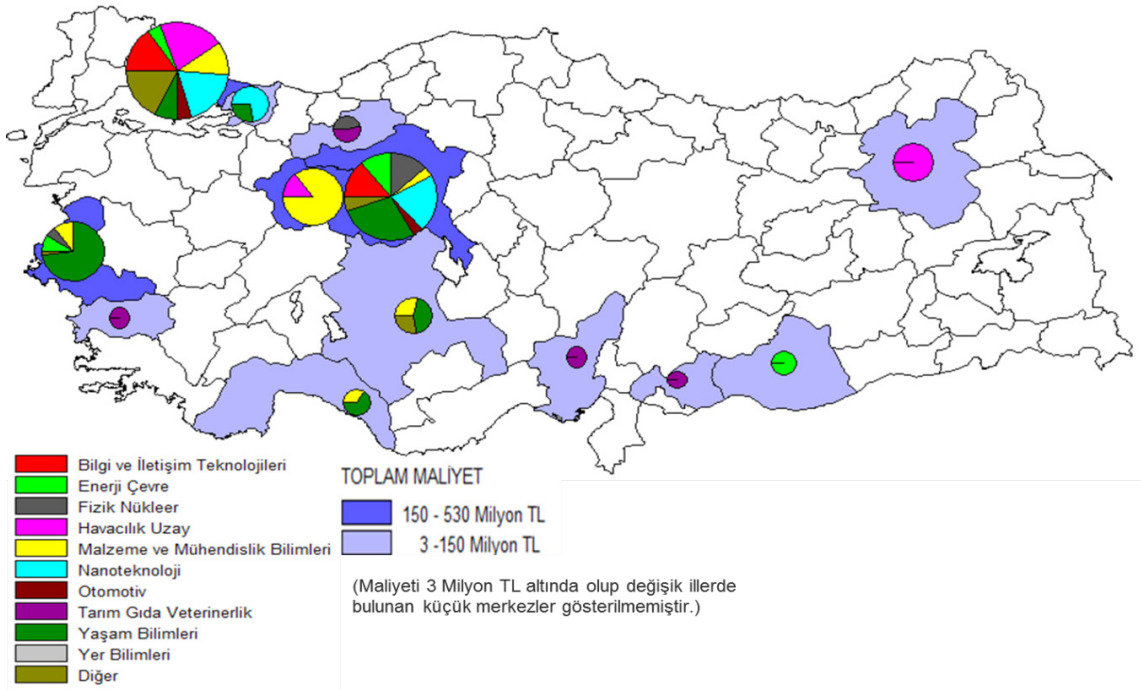 Bilgi ve İletişim Teknolojileri
Enerji Çevre
Fizik Nükleer
Havacılık Uzay
Malzeme ve Mühendislik Bilimleri
Nanoteknoloji
Otomotiv
Tarım Gıda Veterinerlik
Yaşam Bilimleri
Yer Bilimleri
Diğer
TOPLAM MALİYET
150 - 530 Milyon TL
3 -150 Milyon TL
(Maliyeti 3 Milyon TL altında olup değişik illerde
bulunan küçük merkezler gösterilmemiştir.)